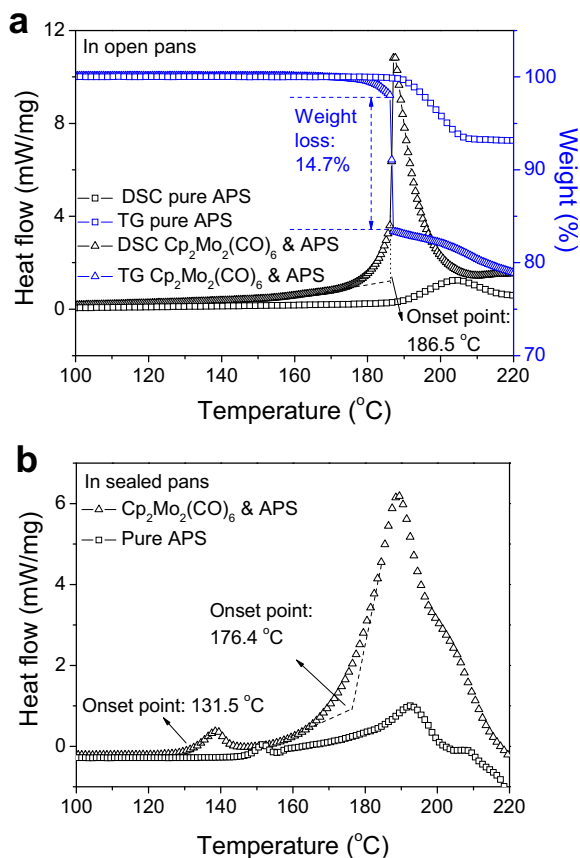 a
In open pans
Heat flow (mW/mg)
12
9
6
3
0
Weight (%)
100
90
80
70
Weight
loss:
14.7%
—□— DSC pure APS
—□— TG pure APS
—△— DSC Cp₂Mo₂(CO)₆ & APS
—△— TG Cp₂Mo₂(CO)₆ & APS
Onset point:
186.5 °C
100 120 140 160 180 200 220
Temperature (°C)
b
In sealed pans
—△— Cp₂Mo₂(CO)₆ & APS
—□— Pure APS
Heat flow (mW/mg)
6
4
2
0
Onset point:
176.4 °C
Onset point: 131.5 °C
100 120 140 160 180 200 220
Temperature (°C)